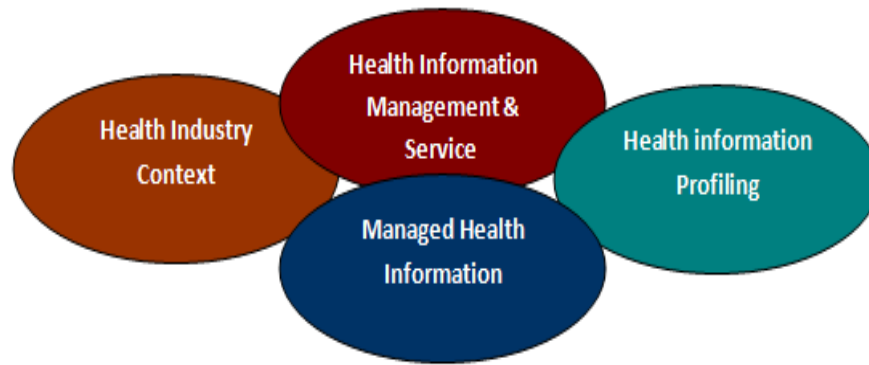 Health Industry
Context
Health Information
Management &
Service
Managed Health
Information
Health information
Profiling